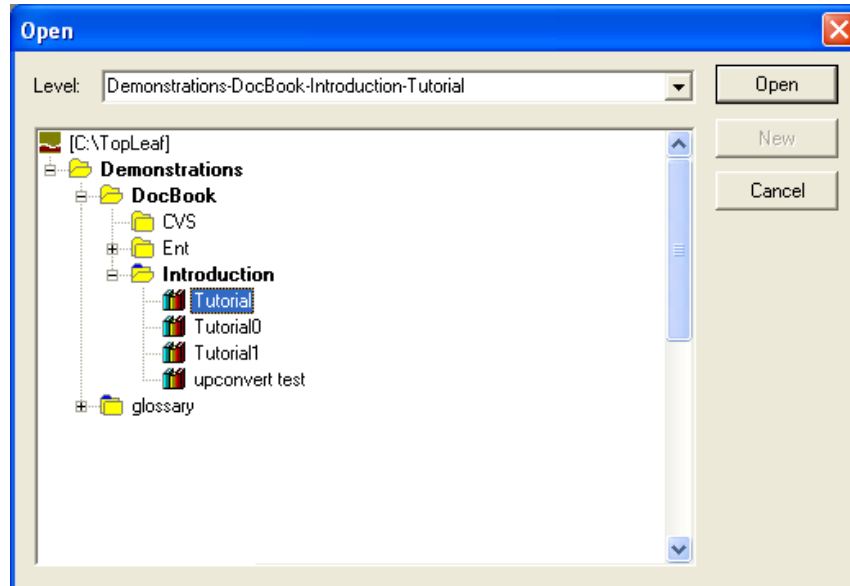 Open
Level: Demonstrations-DocBook-Introduction-Tutorial Open
[C:\TopLeaf] New
Demonstrations
DocBook Cancel
CVS
Ent
Introduction
Tutorial
Tutorial0
Tutorial1
upconvert test
glossary